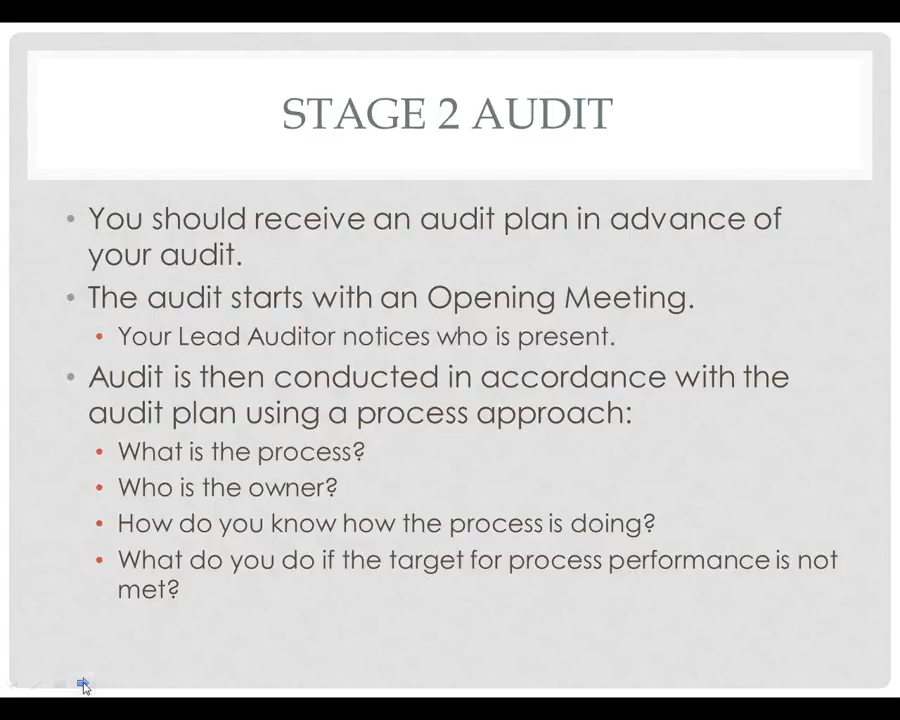 STAGE 2 AUDIT
• You should receive an audit plan in advance of
your audit.
• The audit starts with an Opening Meeting.
• Your Lead Auditor notices who is present.
• Audit is then conducted in accordance with the
audit plan using a process approach:
• What is the process?
• Who is the owner?
• How do you know how the process is doing?
• What do you do if the target for process performance is not
met?